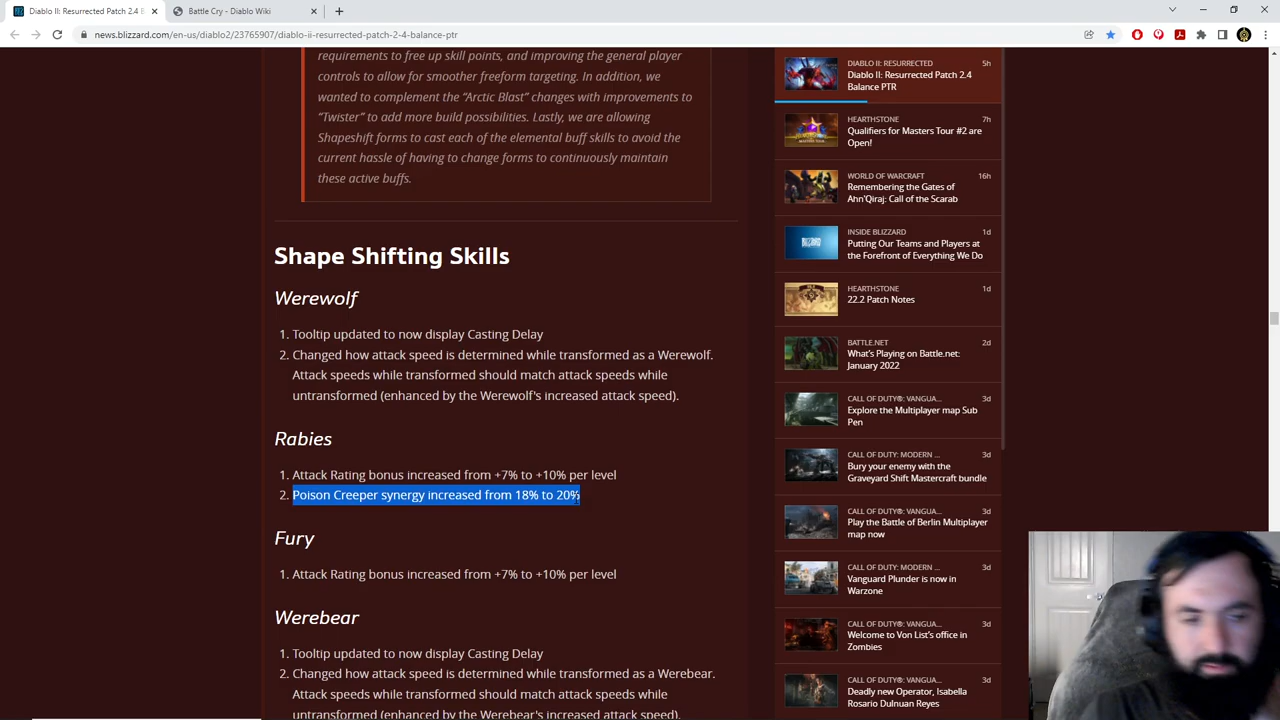 Diablo II: Resurrected Patch 2.4 B
Battle Cry - Diablo Wiki
news.blizzard.com/en-us/diablo2/23765907/diablo-ii-resurrected-patch-2-4-balance-ptr
requirements to free up skill points, and improving the general player
controls to allow for smoother freeform targeting. In addition, we
wanted to complement the “Arctic Blast” changes with improvements to
“Twister” to add more build possibilities. Lastly, we are allowing
Shapeshift forms to cast each of the elemental buff skills to avoid the
current hassle of having to change forms to continuously maintain
these active buffs.
Shape Shifting Skills
Werewolf
1. Tooltip updated to now display Casting Delay
2. Changed how attack speed is determined while transformed as a Werewolf.
Attack speeds while transformed should match attack speeds while
untransformed (enhanced by the Werewolf's increased attack speed).
Rabies
1. Attack Rating bonus increased from +7% to +10% per level
2. Poison Creeper synergy increased from 18% to 20%
Fury
1. Attack Rating bonus increased from +7% to +10% per level
Werebear
1. Tooltip updated to now display Casting Delay
2. Changed how attack speed is determined while transformed as a Werebear.
Attack speeds while transformed should match attack speeds while
untransformed (enhanced by the Werebear's increased attack speed).
DIABLO II: RESURRECTED 5h
Diablo II: Resurrected Patch 2.4
Balance PTR
HEARTHSTONE 7h
Qualifiers for Masters Tour #2 are
Open!
WORLD OF WARCRAFT 16h
Remembering the Gates of
Ahn'Qiraj: Call of the Scarab
INSIDE BLIZZARD 1d
Putting Our Teams and Players at
the Forefront of Everything We Do
HEARTHSTONE 1d
22.2 Patch Notes
BATTLE.NET 2d
What’s Playing on Battle.net:
January 2022
CALL OF DUTY®: VANGUA... 3d
Explore the Multiplayer map Sub
Pen
CALL OF DUTY: MODERN ... 3d
Bury your enemy with the
Graveyard Shift Mastercraft bundle
CALL OF DUTY®: VANGUA... 3d
Play the Battle of Berlin Multiplayer
map now
CALL OF DUTY: MODERN ... 3d
Vanguard Plunder is now in
Warzone
CALL OF DUTY®: VANGUA... 3d
Welcome to Von List’s office in
Zombies
CALL OF DUTY®: VANGUA... 3d
Deadly new Operator, Isabella
Rosario Dulnuan Reyes